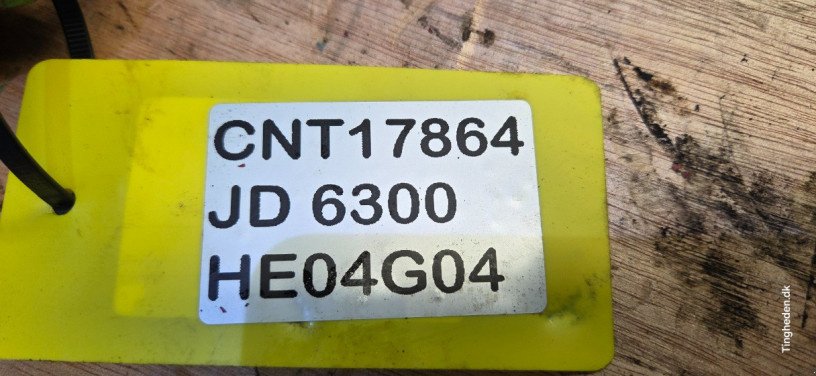 CNT17864
JD 6300
HE04G04
Tingheden.dk